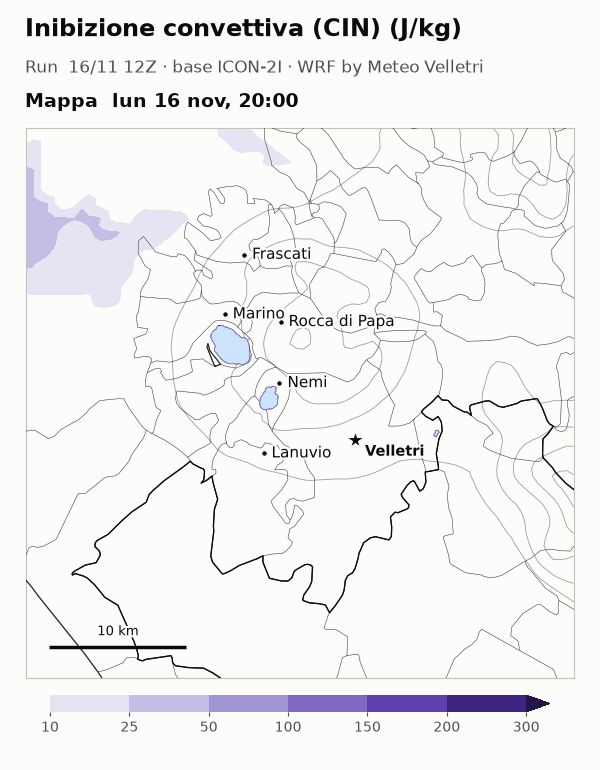 Inibizione convettiva (CIN) (J/kg)
Run  16/11 12Z · base ICON-2I · WRF by Meteo Velletri
Mappa  lun 16 nov, 20:00
Frascati
Marino
Rocca di Papa
Nemi
Velletri
Lanuvio
10 km
10 25 50 100 150 200 300